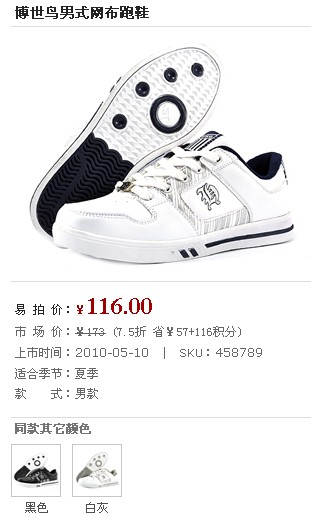 博世鸟男式网布跑鞋
易 拍 价：¥116.00
市 场 价：¥173 (7.5折 省¥57+116积分)
上市时间：2010-05-10 | SKU：458789
适合季节：夏季
款 式：男款
同款其它颜色
黑色 白灰